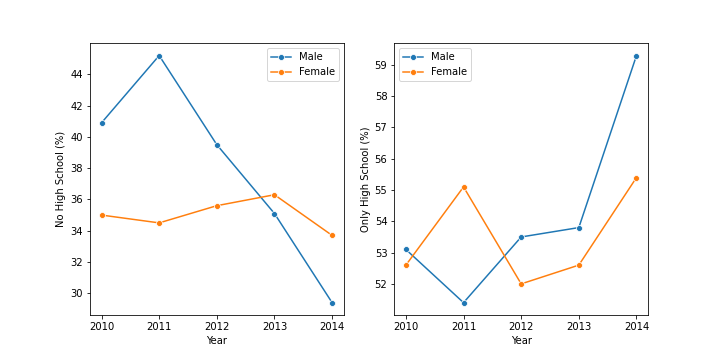 Male
Female
No High School (%)
44
42
40
38
36
34
32
30
2010 2011 2012 2013 2014
Year
Male
Female
Only High School (%)
59
58
57
56
55
54
53
52
2010 2011 2012 2013 2014
Year